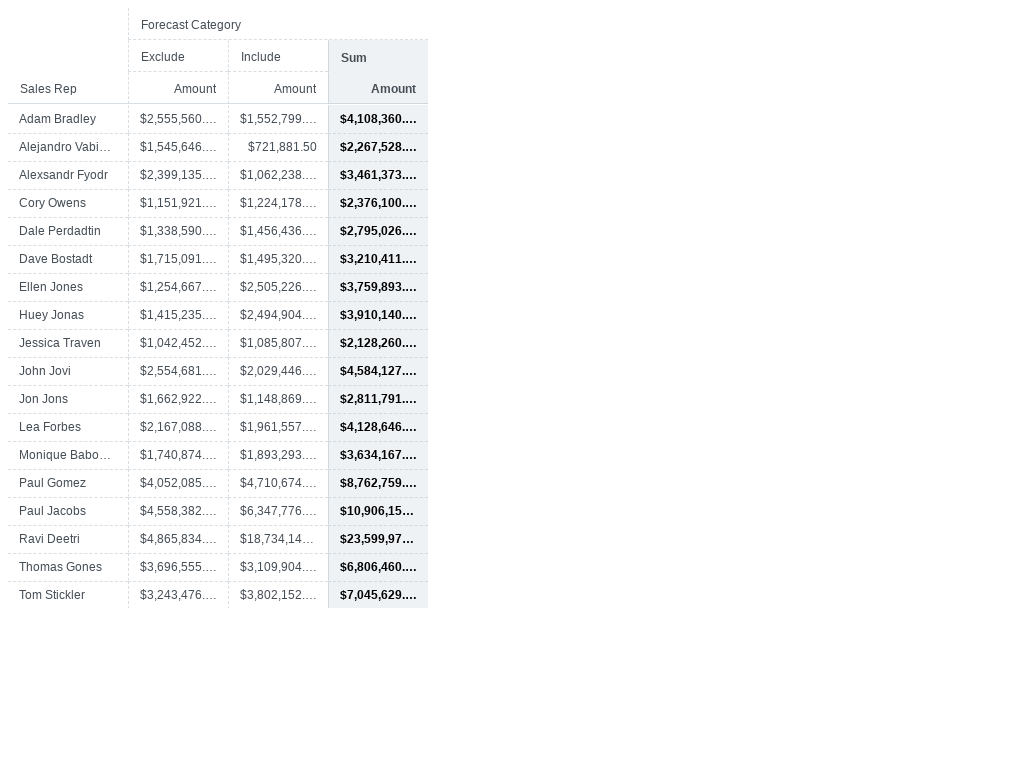 Forecast Category
Exclude Include Sum
Sales Rep Amount Amount Amount
Adam Bradley $2,555,560.… $1,552,799.… $4,108,360.…
Alejandro Vabi… $1,545,646.… $721,881.50 $2,267,528.…
Alexsandr Fyodr $2,399,135.… $1,062,238.… $3,461,373.…
Cory Owens $1,151,921.… $1,224,178.… $2,376,100.…
Dale Perdadtin $1,338,590.… $1,456,436.… $2,795,026.…
Dave Bostadt $1,715,091.… $1,495,320.… $3,210,411.…
Ellen Jones $1,254,667.… $2,505,226.… $3,759,893.…
Huey Jonas $1,415,235.… $2,494,904.… $3,910,140.…
Jessica Traven $1,042,452.… $1,085,807.… $2,128,260.…
John Jovi $2,554,681.… $2,029,446.… $4,584,127.…
Jon Jons $1,662,922.… $1,148,869.… $2,811,791.…
Lea Forbes $2,167,088.… $1,961,557.… $4,128,646.…
Monique Babo… $1,740,874.… $1,893,293.… $3,634,167.…
Paul Gomez $4,052,085.… $4,710,674.… $8,762,759.…
Paul Jacobs $4,558,382.… $6,347,776.… $10,906,15…
Ravi Deetri $4,865,834.… $18,734,14… $23,599,97…
Thomas Gones $3,696,555.… $3,109,904.… $6,806,460.…
Tom Stickler $3,243,476.… $3,802,152.… $7,045,629.…